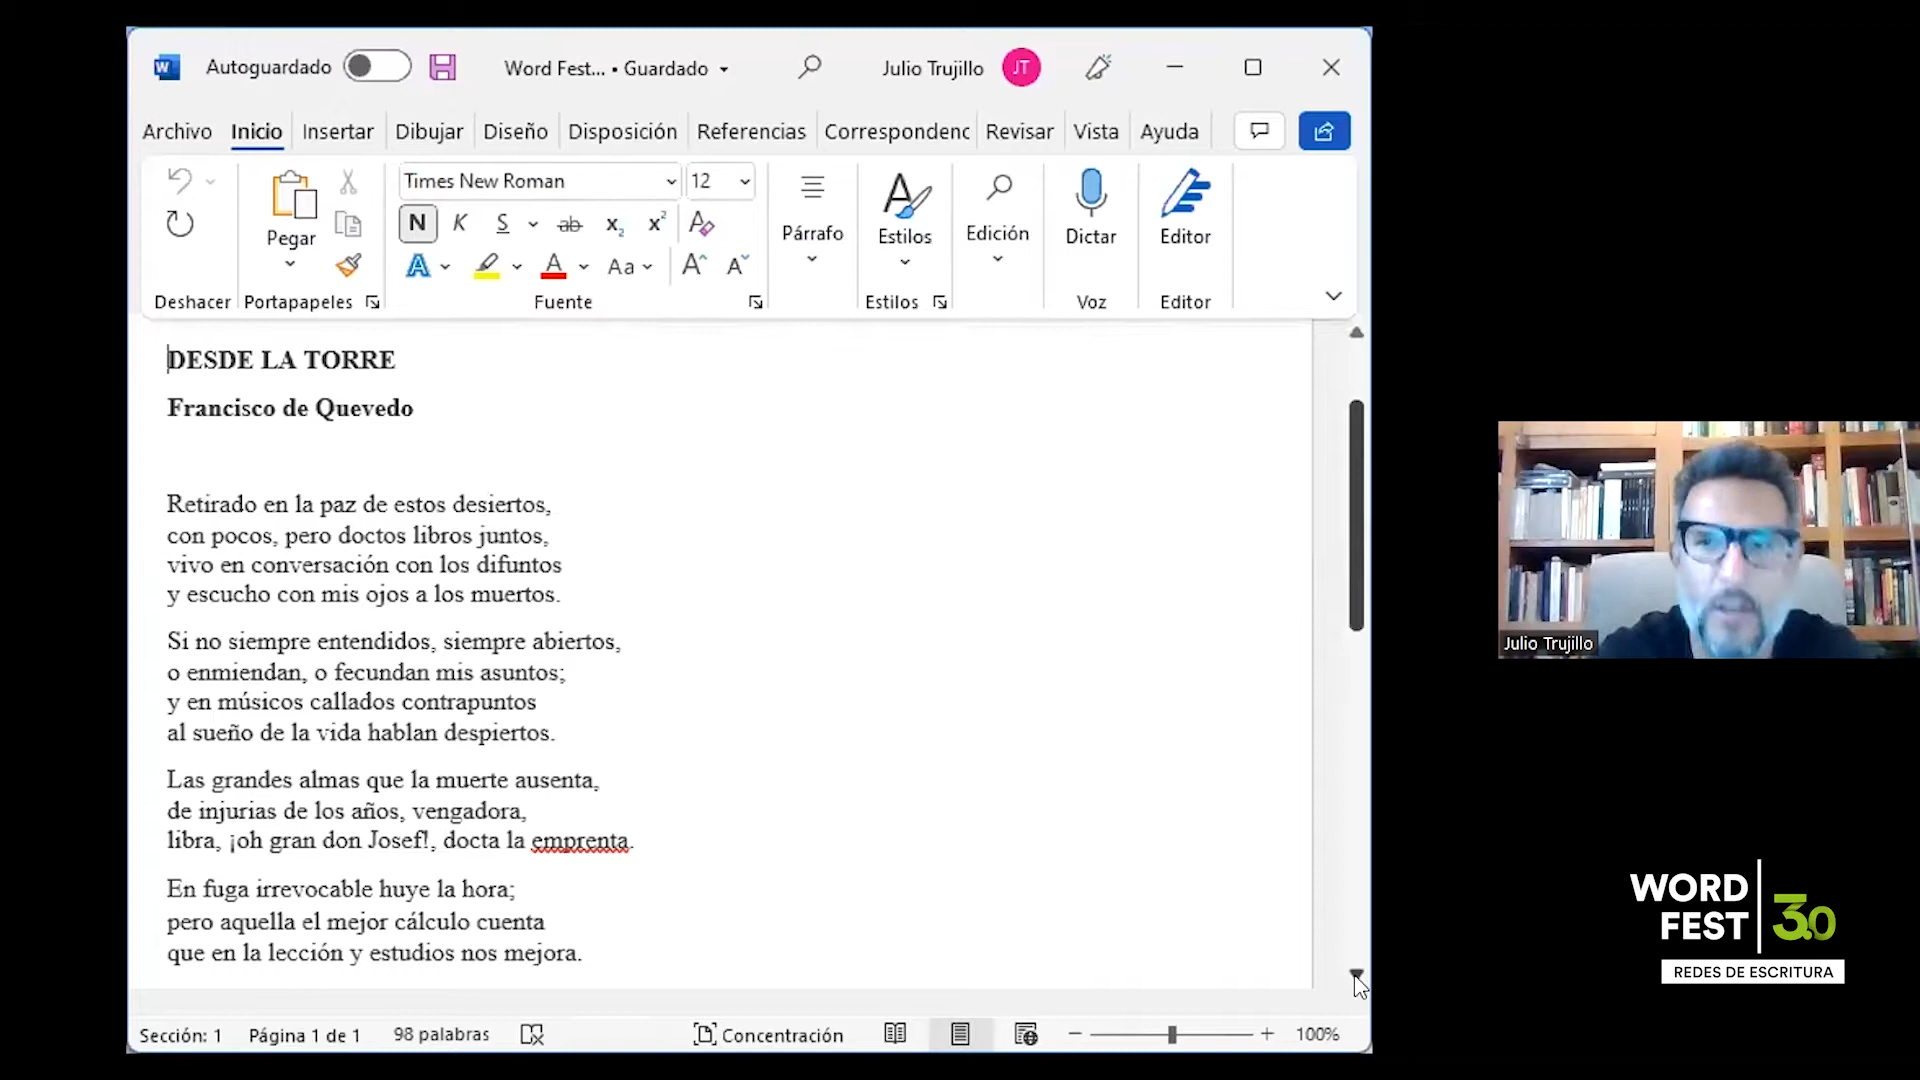 Autoguardado
Word Fest... • Guardado
Julio Trujillo
JT
Archivo
Inicio
Insertar
Dibujar
Diseño
Disposición
Referencias
Correspondenc
Revisar
Vista
Ayuda
Pegar
Times New Roman
12
N
K
S
ab
x₂
x²
A
A
A
Aa
A
A
Párrafo
Estilos
Edición
Dictar
Editor
Deshacer
Portapapeles
Fuente
Estilos
Voz
Editor
DESDE LA TORRE
Francisco de Quevedo
Retirado en la paz de estos desiertos,
con pocos, pero doctos libros juntos,
vivo en conversación con los difuntos
y escucho con mis ojos a los muertos.
Si no siempre entendidos, siempre abiertos,
o enmiendan, o fecundan mis asuntos;
y en músicos callados contrapuntos
al sueño de la vida hablan despiertos.
Las grandes almas que la muerte ausenta,
de injurias de los años, vengadora,
libra, ¡oh gran don Josef!, docta la emprenta.
En fuga irrevocable huye la hora;
pero aquella el mejor cálculo cuenta
que en la lección y estudios nos mejora.
Sección: 1
Página 1 de 1
98 palabras
Concentración
100%
Julio Trujillo
WORD
FEST
3.0
REDES DE ESCRITURA